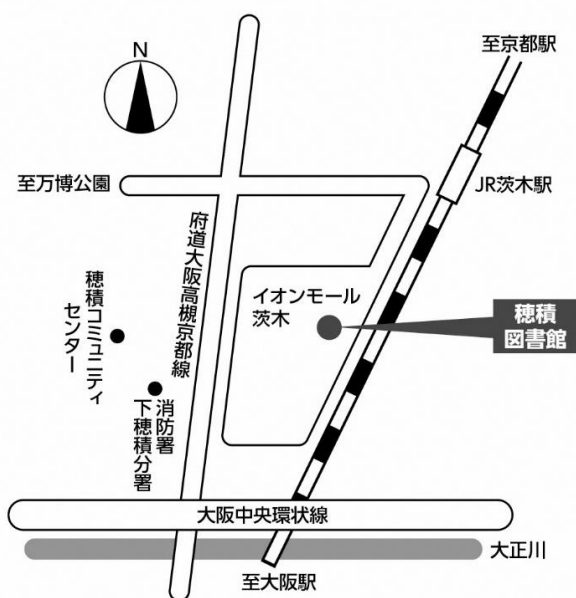 N
至京都駅
JR茨木駅
至万博公園
府道大阪高槻京都線
イオンモール
茨木
穂積
図書館
穂積コミュニティ
センター
消防署
下穂積分署
大阪中央環状線
大正川
至大阪駅